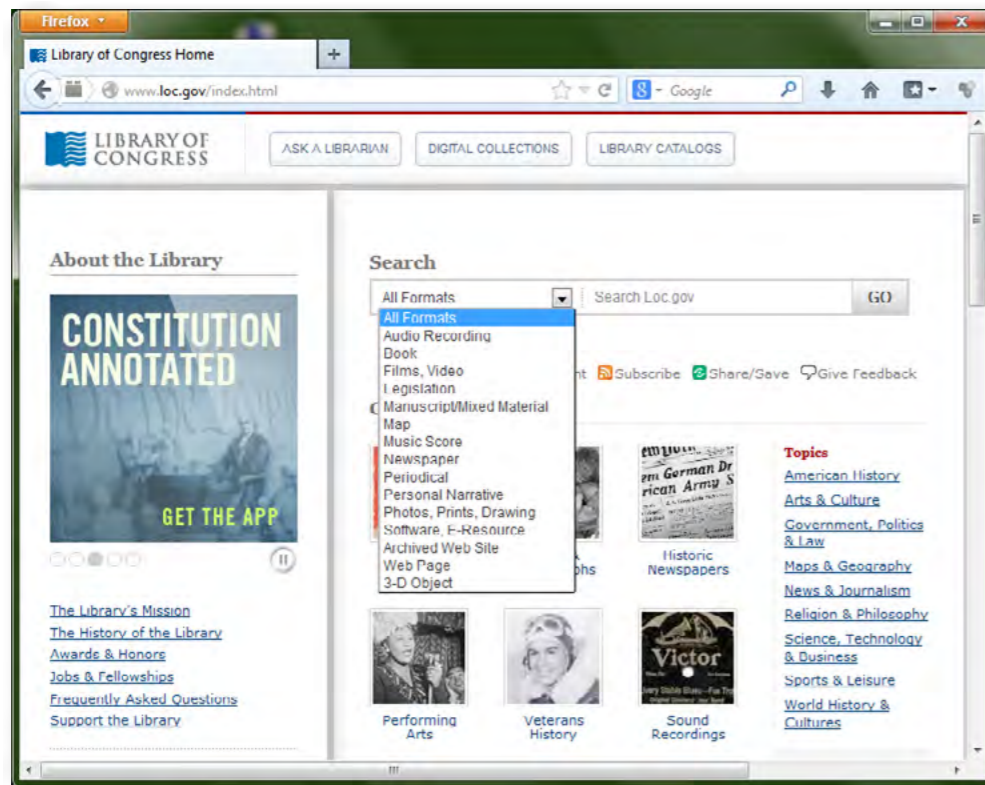 Firefox
Library of Congress Home
www.loc.gov/index.html
Google
LIBRARY OF
CONGRESS
ASK A LIBRARIAN
DIGITAL COLLECTIONS
LIBRARY CATALOGS
About the Library
CONSTITUTION
ANNOTATED
GET THE APP
The Library's Mission
The History of the Library
Awards & Honors
Jobs & Fellowships
Frequently Asked Questions
Support the Library
Search
All Formats
Search Loc.gov
GO
All Formats
Audio Recording
Book
Films, Video
Legislation
Manuscript/Mixed Material
Map
Music Score
Newspaper
Periodical
Personal Narrative
Photos, Prints, Drawing
Software, E-Resource
Archived Web Site
Web Page
3-D Object
Subscribe Share/Save Give Feedback
em German Dr
rican Army S
Historic
Newspapers
Performing
Arts
Veterans
History
Victor
Sound
Recordings
Topics
American History
Arts & Culture
Government, Politics
& Law
Maps & Geography
News & Journalism
Religion & Philosophy
Science, Technology
& Business
Sports & Leisure
World History &
Cultures